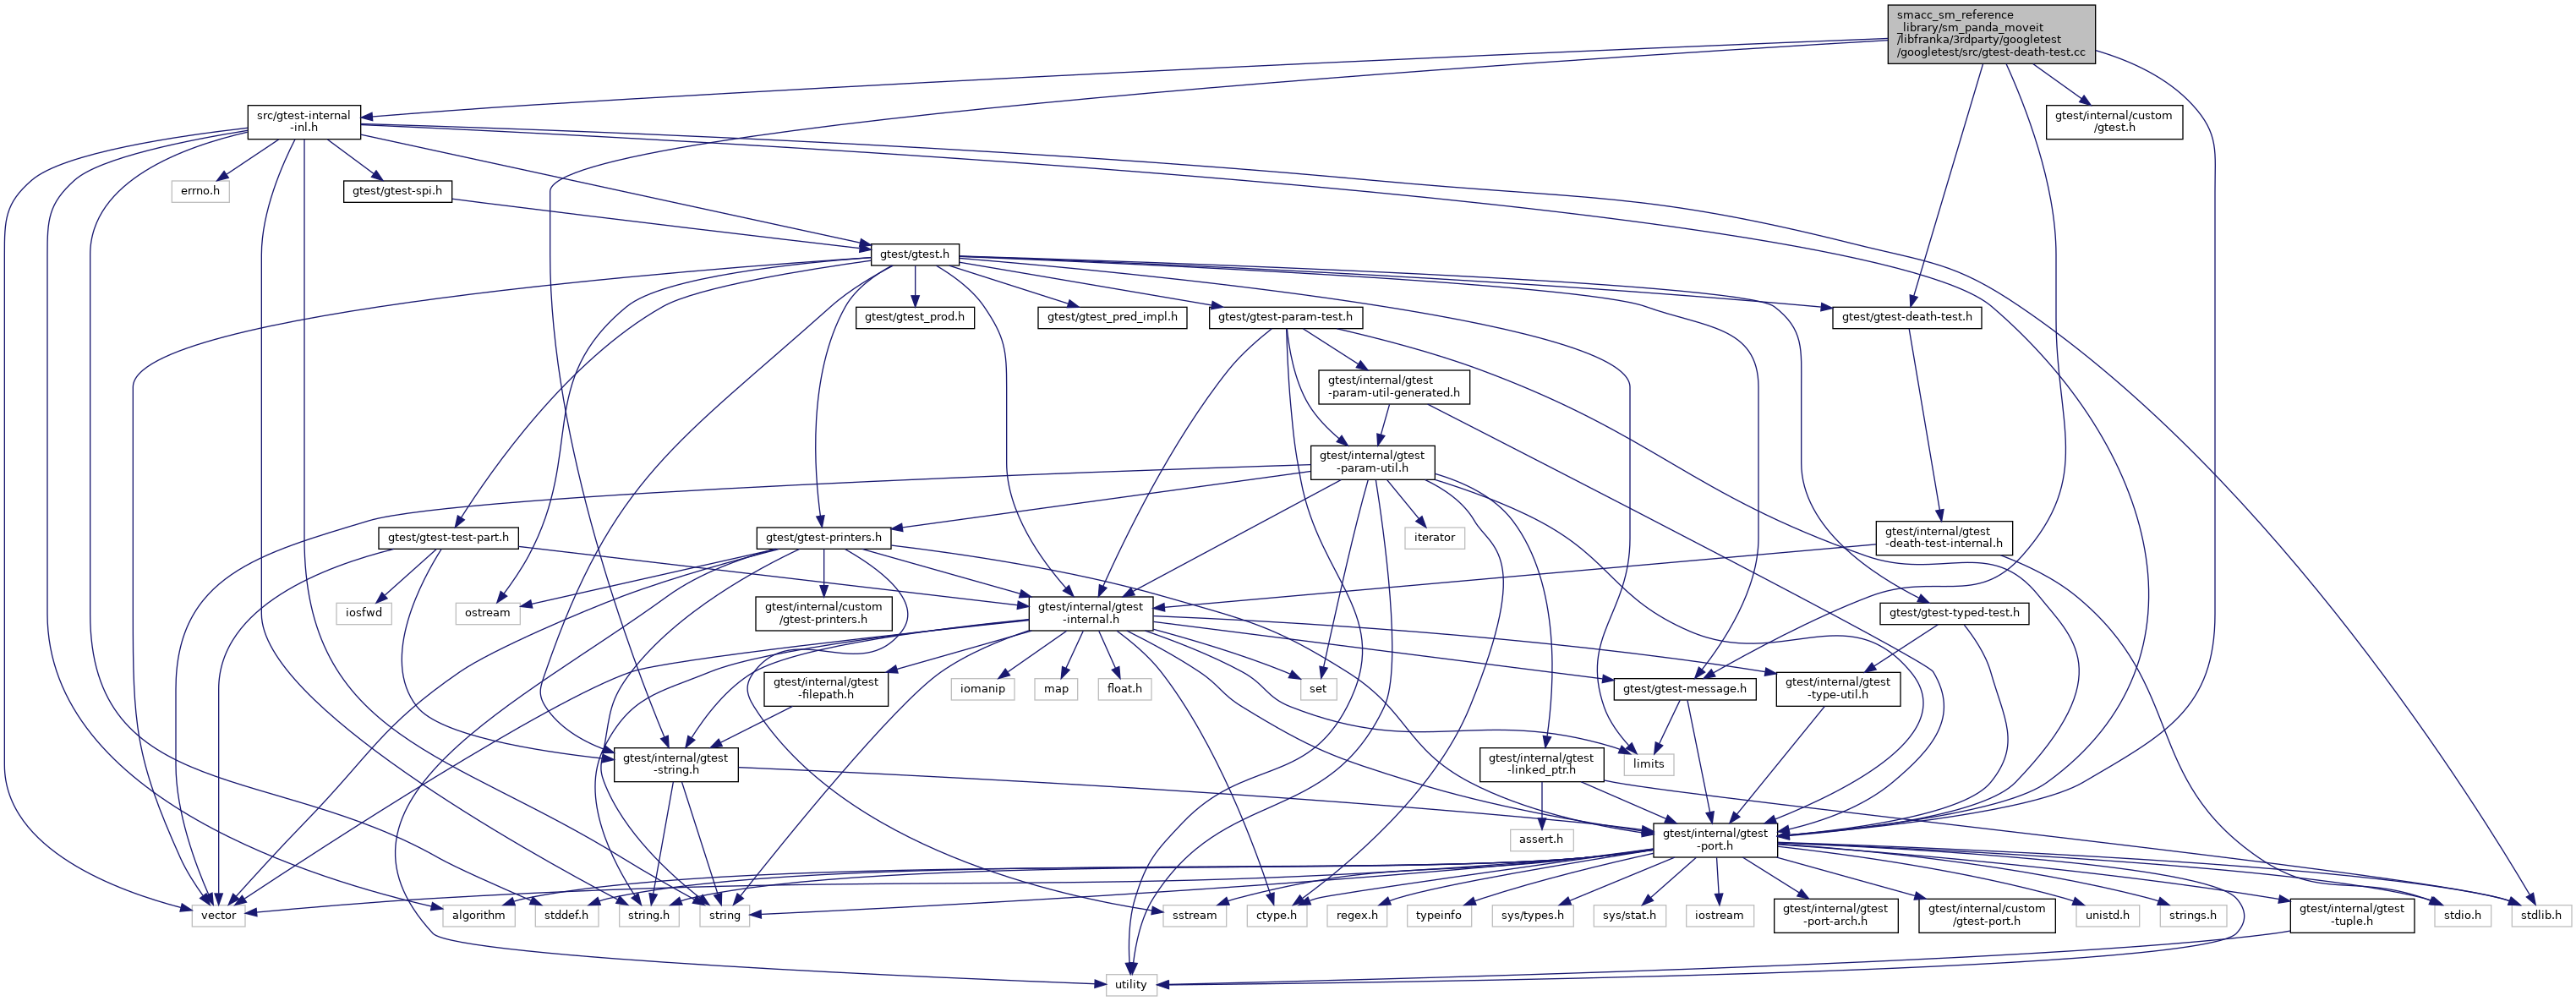 smacc_sm_reference
_library/sm_panda_moveit
/libfranka/3rdparty/googletest
/googletest/src/gtest-death-test.cc
src/gtest-internal
-inl.h
gtest/internal/custom
/gtest.h
errno.h
gtest/gtest-spi.h
gtest/gtest.h
gtest/gtest_prod.h
gtest/gtest_pred_impl.h
gtest/gtest-param-test.h
gtest/gtest-death-test.h
gtest/internal/gtest
-param-util-generated.h
gtest/internal/gtest
-param-util.h
gtest/gtest-test-part.h
gtest/gtest-printers.h
iterator
gtest/internal/gtest
-death-test-internal.h
iosfwd
ostream
gtest/internal/custom
/gtest-printers.h
gtest/internal/gtest
-internal.h
gtest/gtest-typed-test.h
gtest/internal/gtest
-filepath.h
iomanip
map
float.h
set
gtest/gtest-message.h
gtest/internal/gtest
-type-util.h
gtest/internal/gtest
-string.h
gtest/internal/gtest
-linked_ptr.h
limits
assert.h
gtest/internal/gtest
-port.h
vector
algorithm
stddef.h
string.h
string
sstream
ctype.h
regex.h
typeinfo
sys/types.h
sys/stat.h
iostream
gtest/internal/gtest
-port-arch.h
gtest/internal/custom
/gtest-port.h
unistd.h
strings.h
gtest/internal/gtest
-tuple.h
stdio.h
stdlib.h
utility